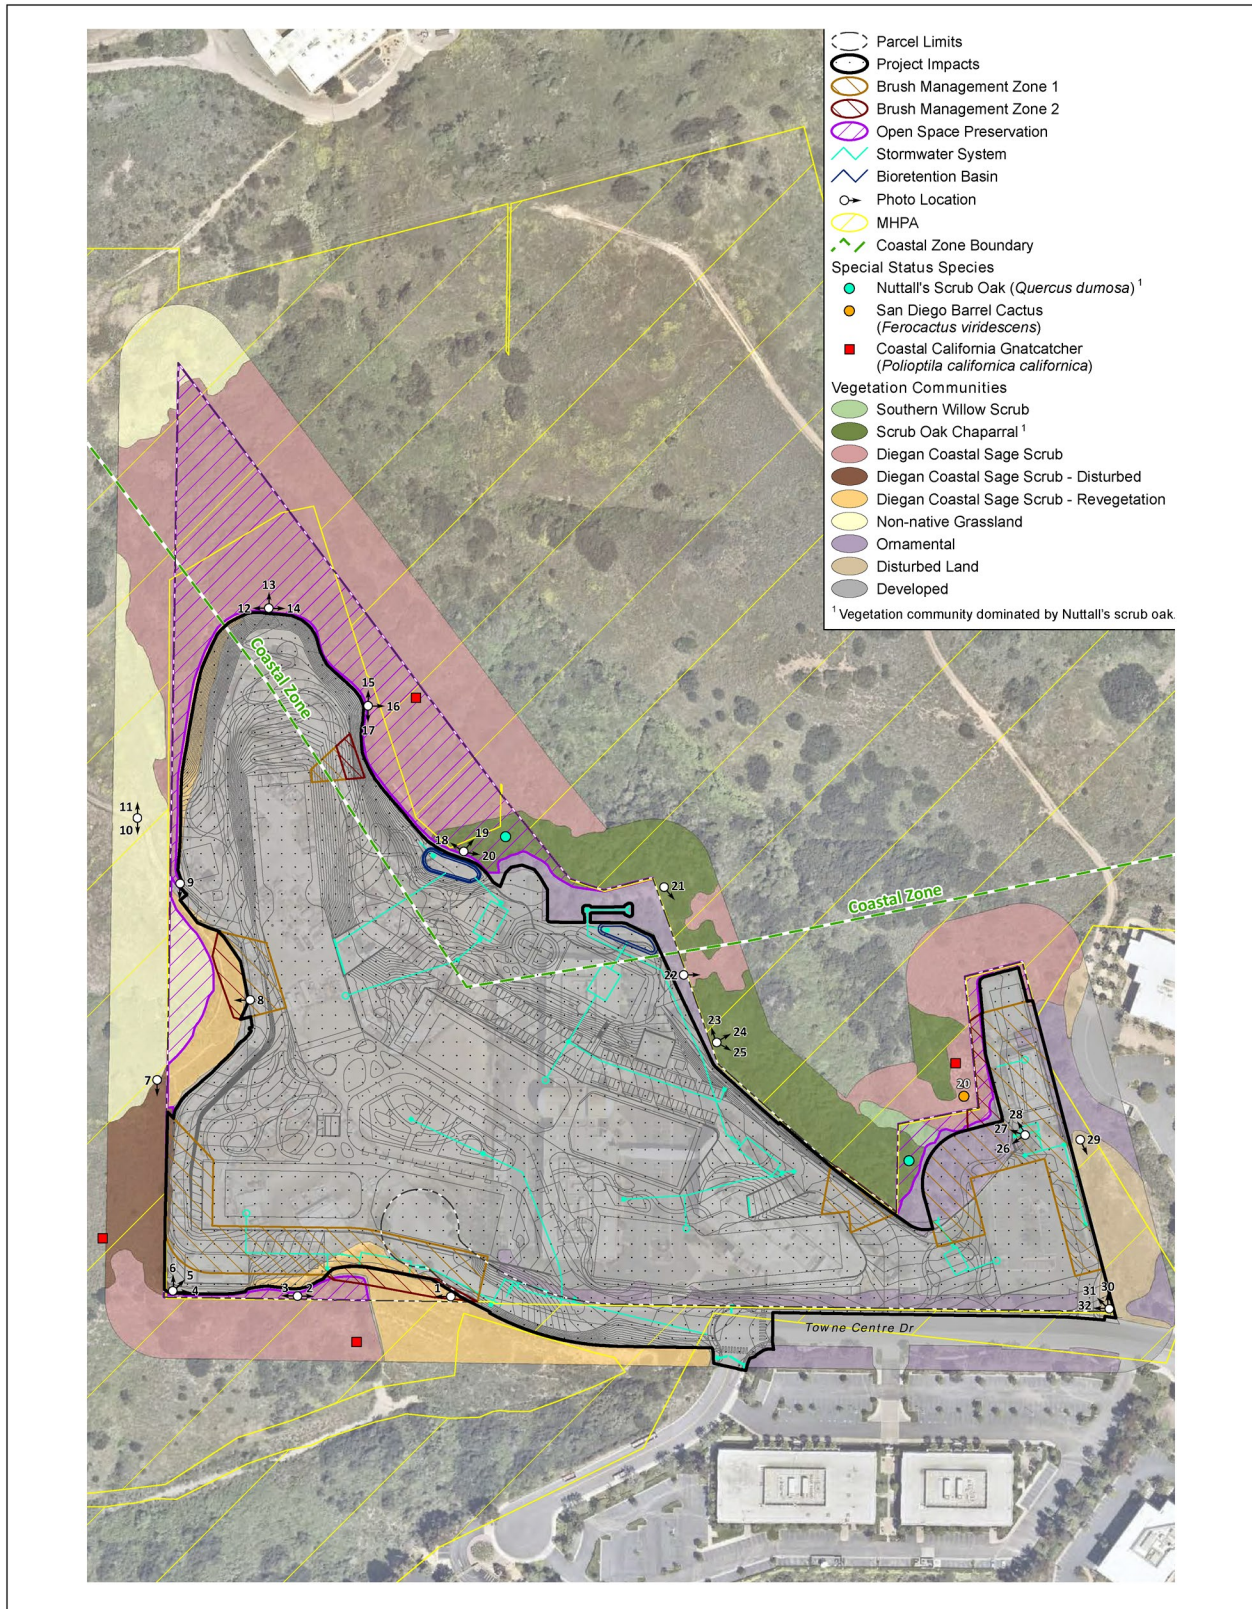 Parcel Limits
Project Impacts
Brush Management Zone 1
Brush Management Zone 2
Open Space Preservation
Stormwater System
Bioretention Basin
Photo Location
MHPA
Coastal Zone Boundary
Special Status Species
Nuttall's Scrub Oak (Quercus dumosa) 1
San Diego Barrel Cactus
(Ferocactus viridescens)
Coastal California Gnatcatcher
(Polioptila californica californica)
Vegetation Communities
Southern Willow Scrub
Scrub Oak Chaparral 1
Diegan Coastal Sage Scrub
Diegan Coastal Sage Scrub - Disturbed
Diegan Coastal Sage Scrub - Revegetation
Non-native Grassland
Ornamental
Disturbed Land
Developed
1 Vegetation community dominated by Nuttall's scrub oak.
13
12
14
Coastal Zone
15
16
17
11
10
18
19
20
9
21
Coastal Zone
22
8
23
24
25
7
20
28
27
26
29
6
5
4
3
2
1
30
31
32
Towne Centre Dr